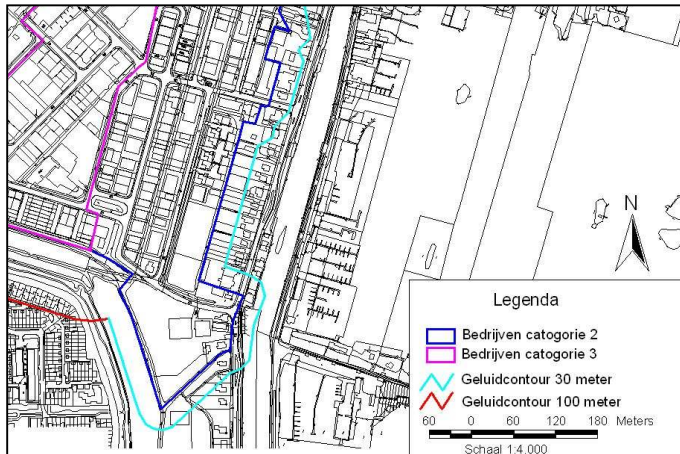 N
Legenda
Bedrijven catogorie 2
Bedrijven catogorie 3
Geluidcontour 30 meter
Geluidcontour 100 meter
60 0 60 120 180 Meters
Schaal 1:4.000